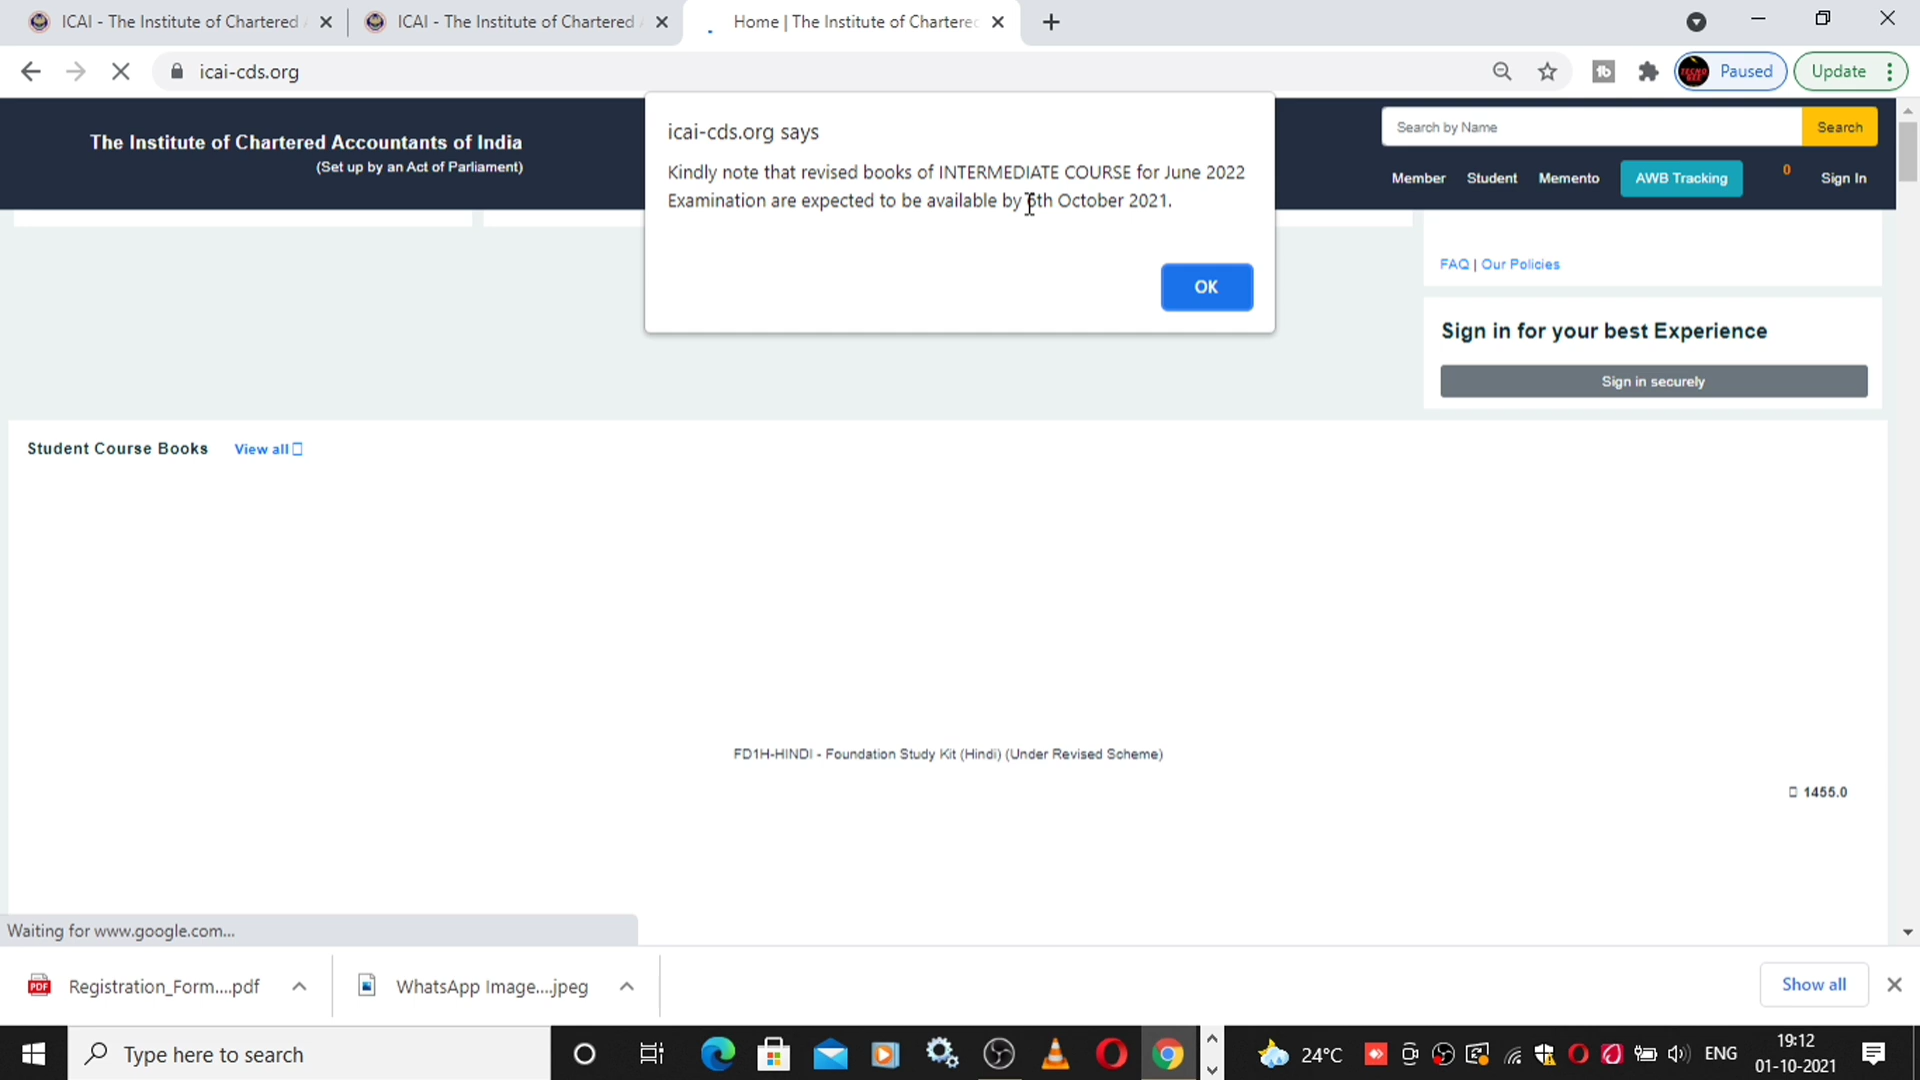 ICAI - The Institute of Chartered
ICAI - The Institute of Chartered
Home | The Institute of Chartered
icai-cds.org
Paused
Update
The Institute of Chartered Accountants of India
(Set up by an Act of Parliament)
icai-cds.org says
Kindly note that revised books of INTERMEDIATE COURSE for June 2022
Examination are expected to be available by 6th October 2021.
OK
Search by Name
Search
Member
Student
Memento
AWB Tracking
0
Sign In
FAQ | Our Policies
Sign in for your best Experience
Sign in securely
Student Course Books
View all
FD1H-HINDI - Foundation Study Kit (Hindi) (Under Revised Scheme)
1455.0
Waiting for www.google.com...
PDF
Registration_Form....pdf
WhatsApp Image....jpeg
Show all
Type here to search
24°C
ENG
19:12
01-10-2021